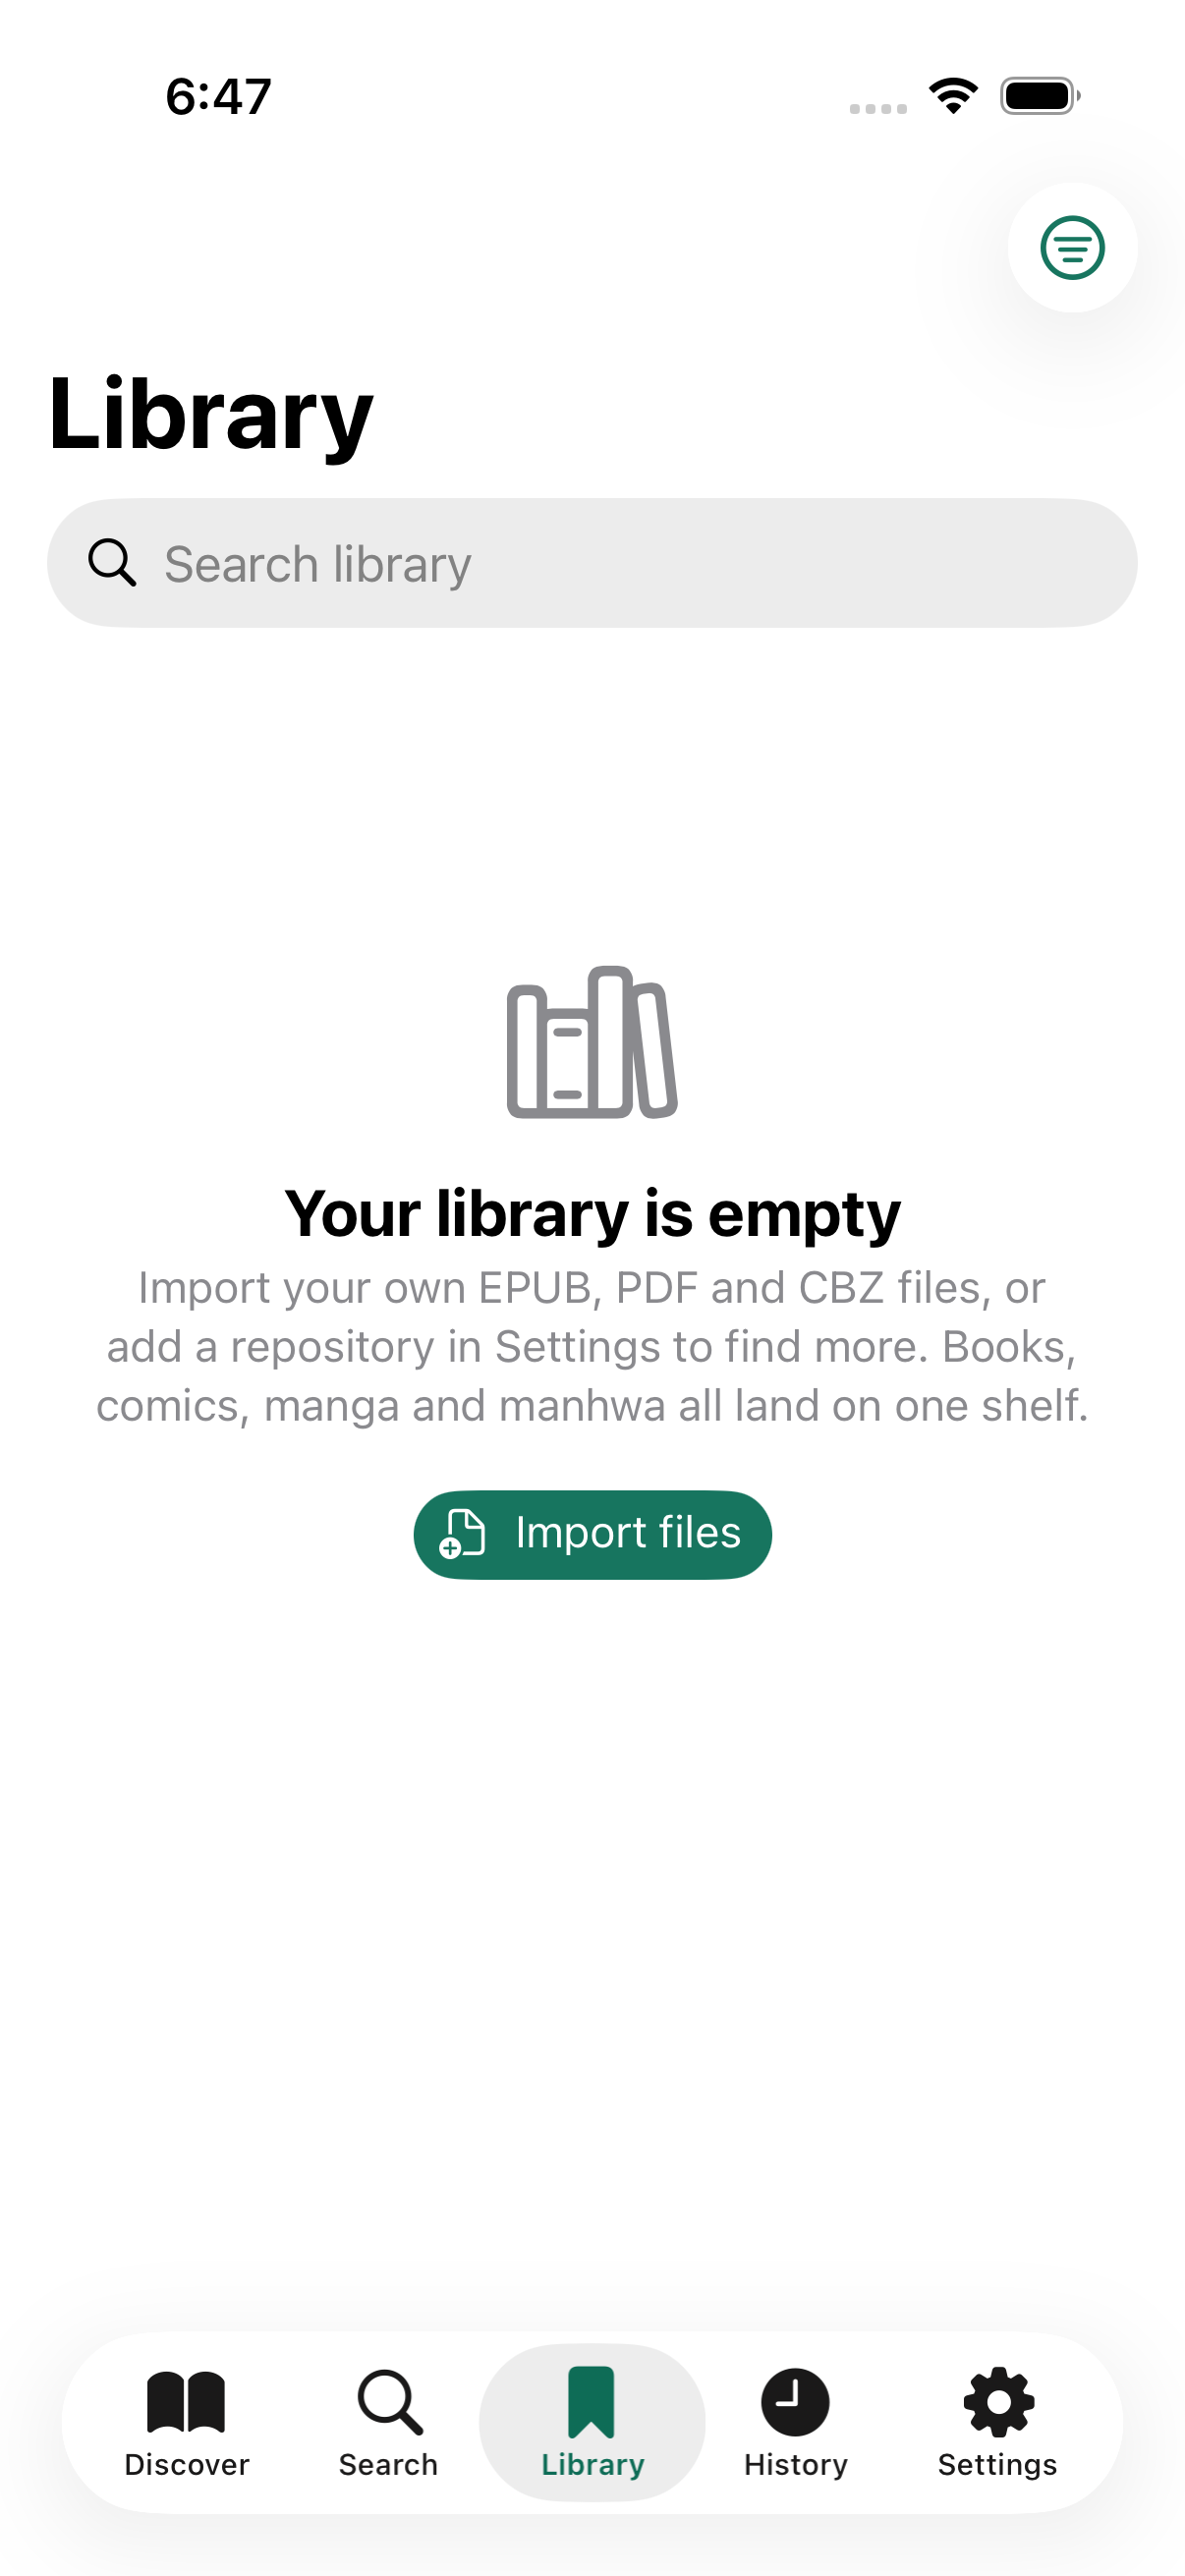 6:47
Library
Search library
Your library is empty
Import your own EPUB, PDF and CBZ files, or
add a repository in Settings to find more. Books,
comics, manga and manhwa all land on one shelf.
Import files
Discover
Search
Library
History
Settings